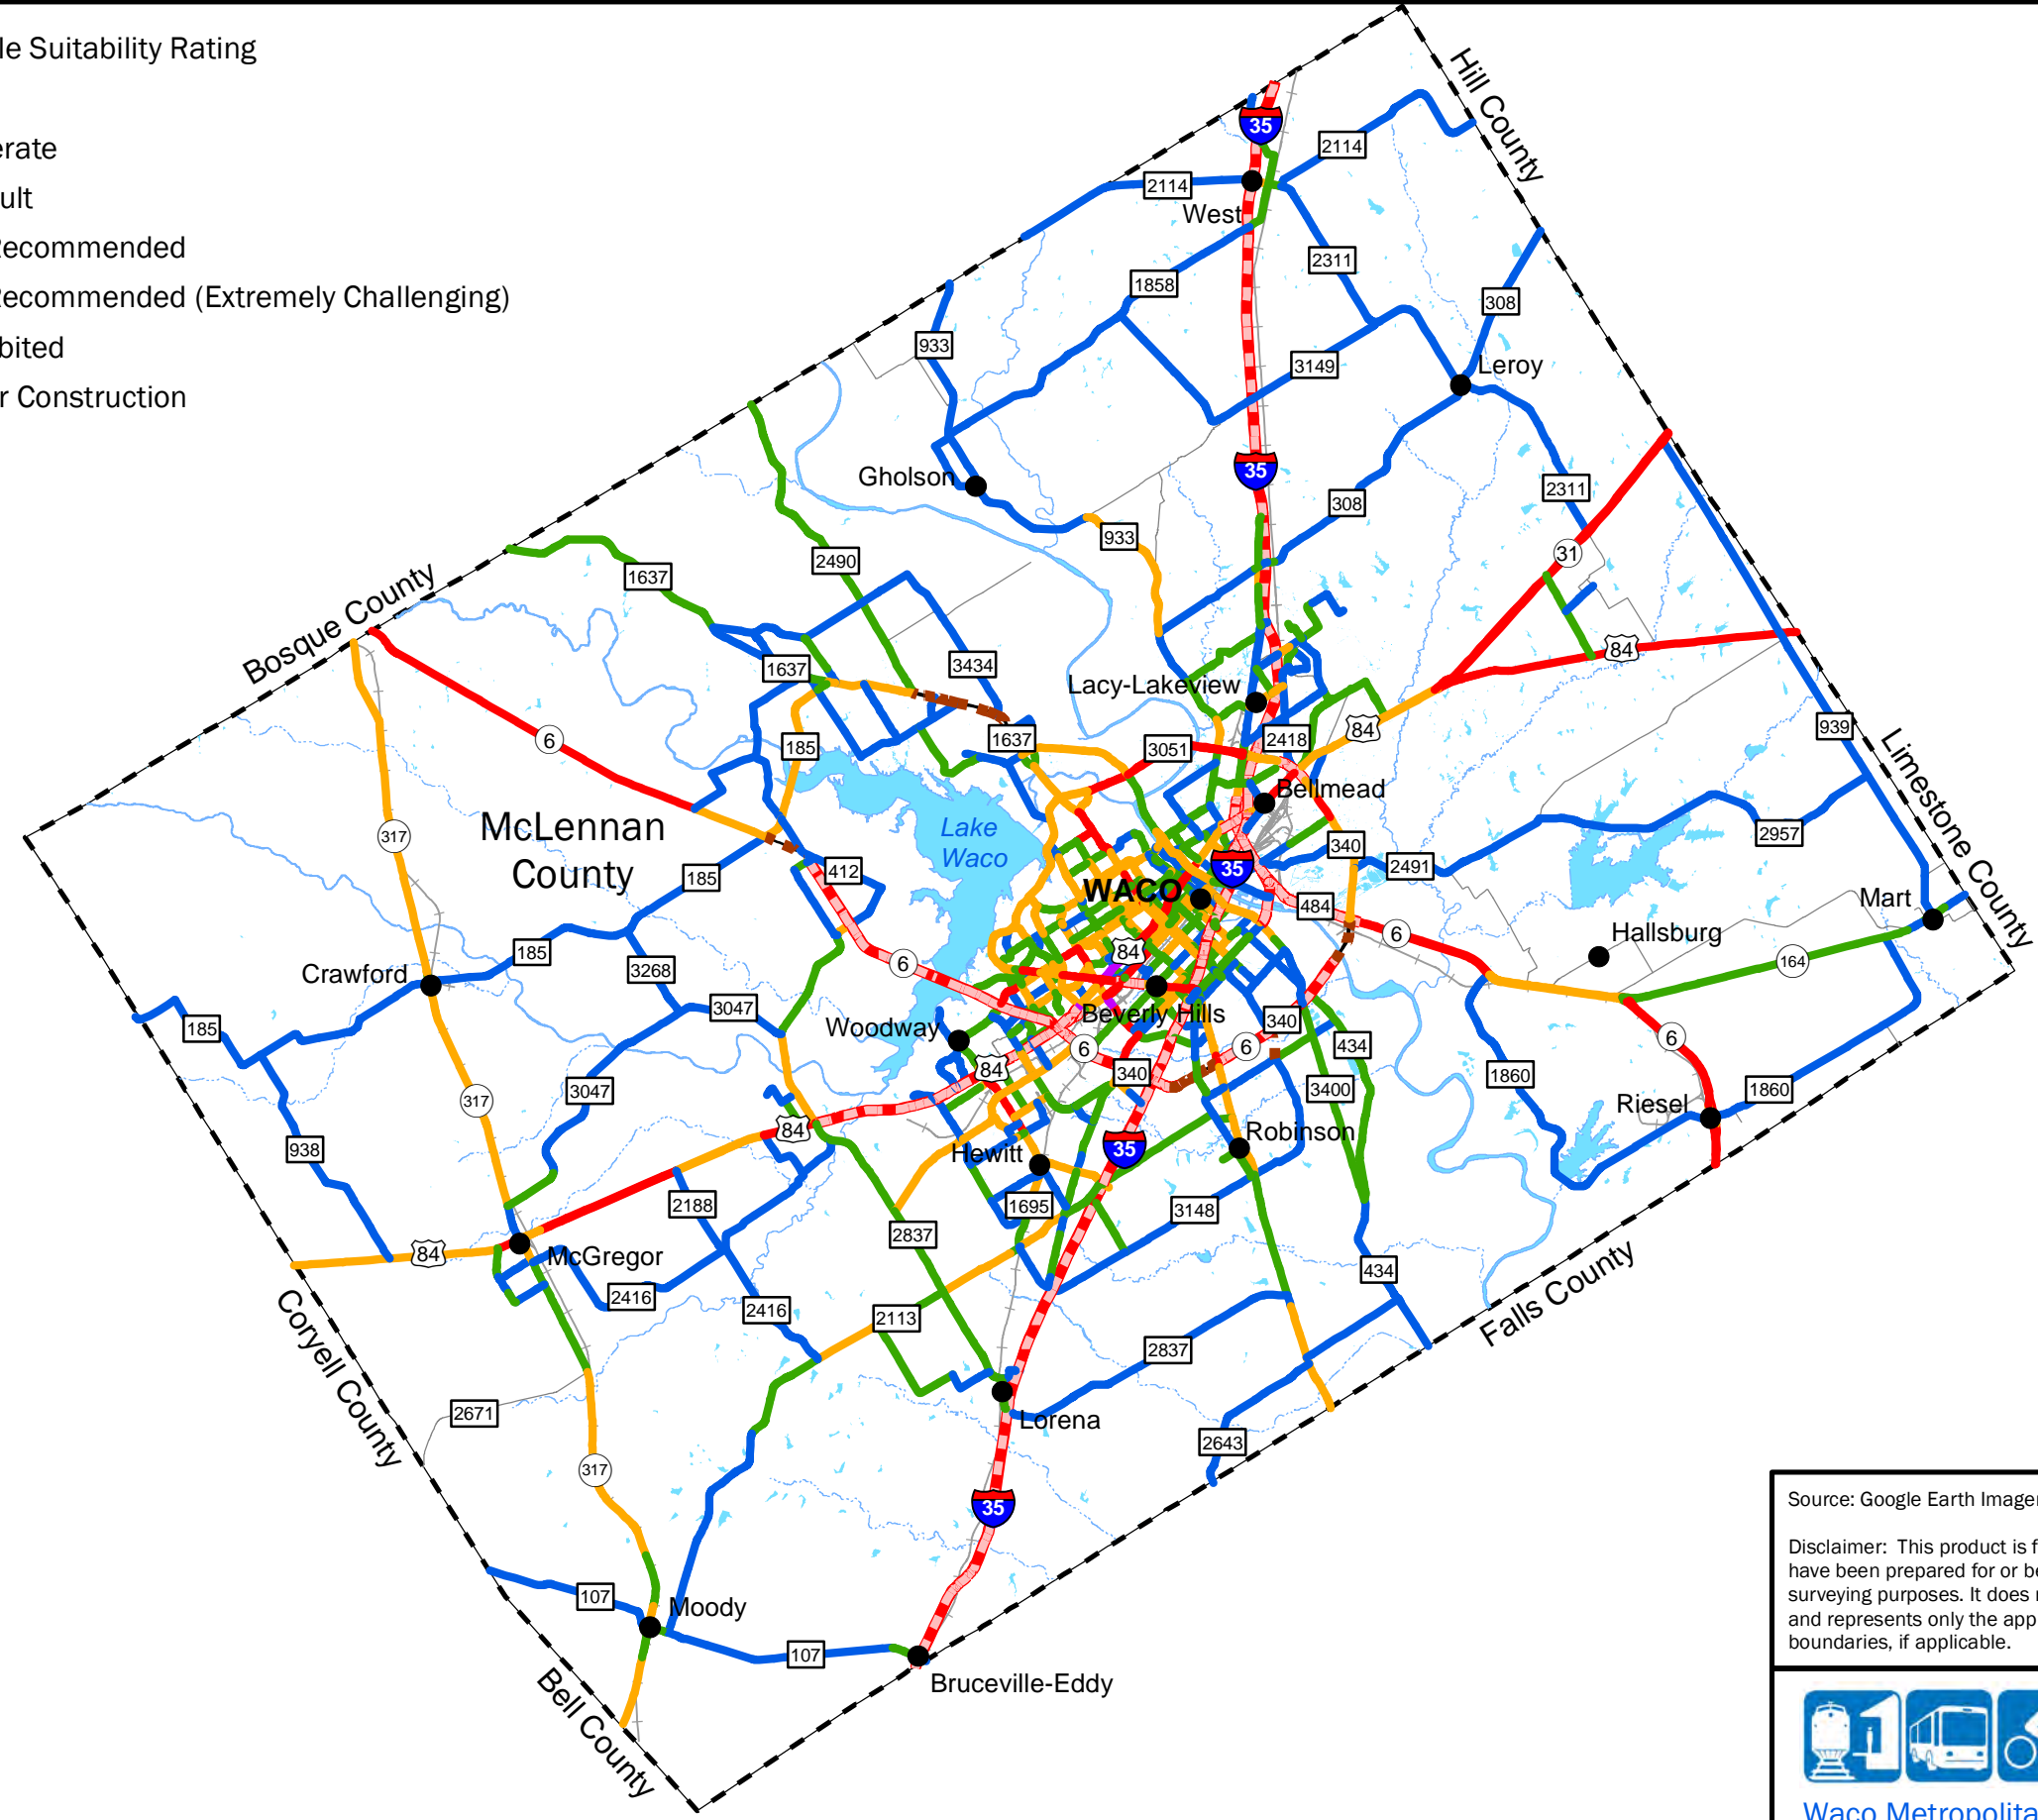 le Suitability Rating
erate
ult
Recommended
Recommended (Extremely Challenging)
bited
r Construction
Hill County
35
2114
2114
West
2311
1858
308
933
3149
Leroy
35
Gholson
2311
308
933
31
2490
1637
Bosque County
84
3434
1637
Lacy-Lakeview
939
Limestone County
84
6
185
1637
3051
2418
Bellmead
McLennan
County
Lake
Waco
317
2957
340
2491
412
35
185
WACO
Mart
484
6
Hallsburg
185
84
164
6
Crawford
3268
3047
Beverly Hills
185
Woodway
340
6
6
434
6
84
340
1860
3047
3400
1860
317
Riesel
84
Robinson
938
Hewitt
35
2188
1695
3148
2837
84
McGregor
434
Falls County
2416
2416
2113
Coryell County
2837
2671
Lorena
2643
317
35
107
Moody
107
Bruceville-Eddy
Bell County
Source: Google Earth Imager
Disclaimer: This product is f
have been prepared for or be
surveying purposes. It does
and represents only the app
boundaries, if applicable.
Waco Metropolita